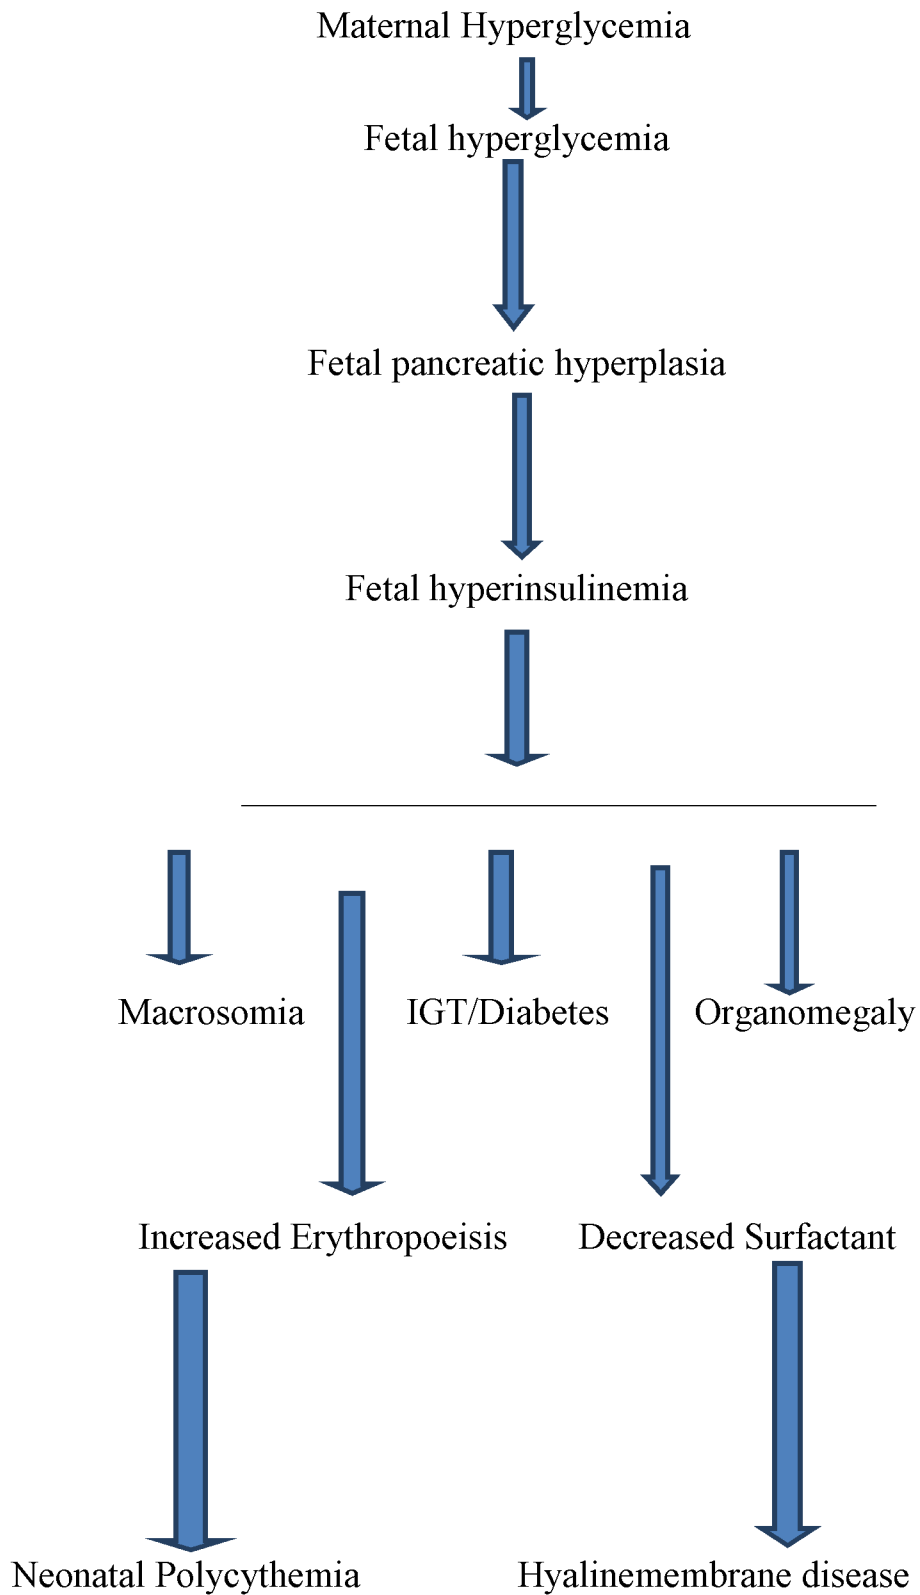 Maternal Hyperglycemia
Fetal hyperglycemia
Fetal pancreatic hyperplasia
Fetal hyperinsulinemia
Macrosomia IGT/Diabetes Organomegaly
Increased Erythropoeisis Decreased Surfactant
Neonatal Polycythemia Hyalinemembrane disease